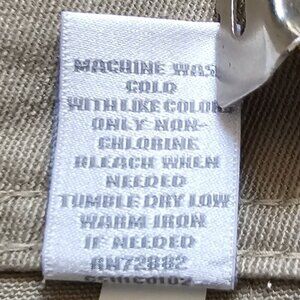 MACHINE WAS
COLD
WITH LIKE COLORS
ONLY NON-
CHLORINE
BLEACH WHEN
NEEDED
TUMBLE DRY LOW
WARM IRON
IF NEEDED
RN72882